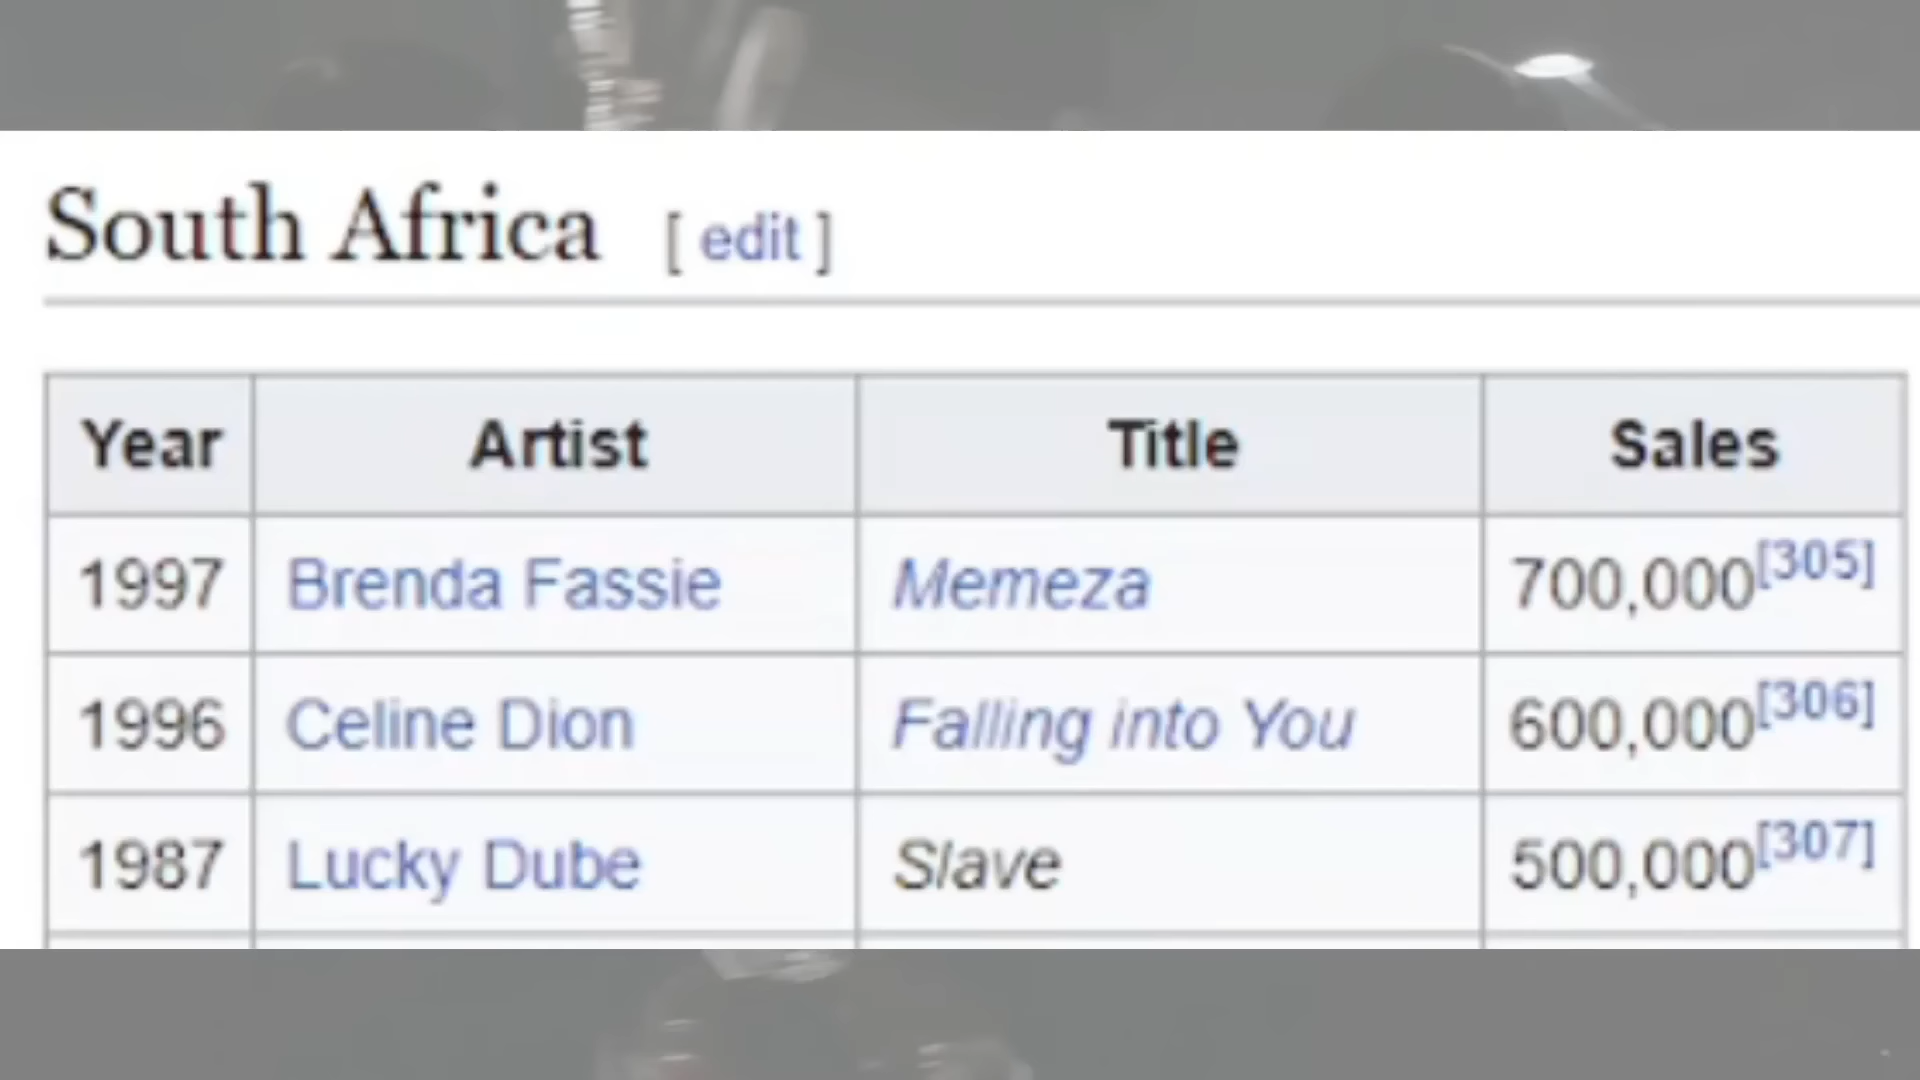 South Africa [ edit ]
Year Artist Title Sales
1997 Brenda Fassie Memeza 700,000[305]
1996 Celine Dion Falling into You 600,000[306]
1987 Lucky Dube Slave 500,000[307]